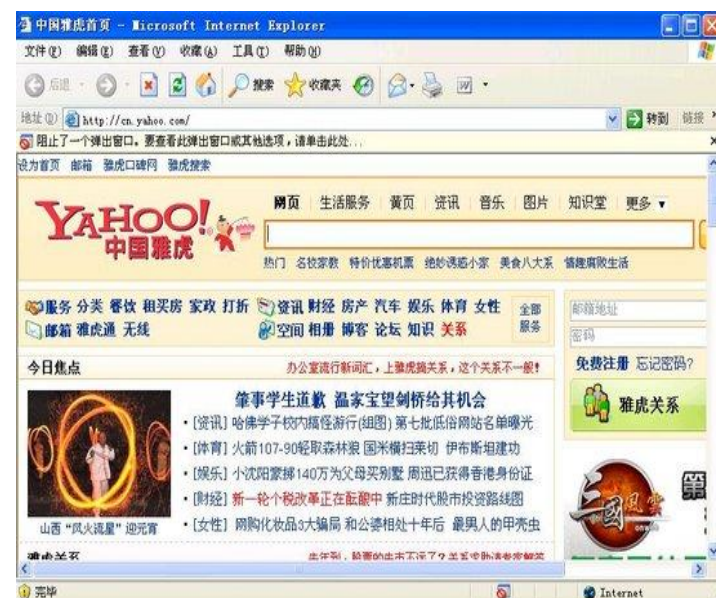 中国雅虎首页 - Microsoft Internet Explorer
文件(F) 编辑(E) 查看(V) 收藏(A) 工具(T) 帮助(H)
后退 搜索 收藏夹
地址(D) http://cn.yahoo.com/ 转到 链接
阻止了一个弹出窗口。要查看此弹出窗口或其他选项，请单击此处...
设为首页 邮箱 雅虎口碑网 雅虎搜索
网页 生活服务 黄页 资讯 音乐 图片 知识堂 更多
YAHOO!
中国雅虎
热门 名校家教 特价优惠机票 绝妙诱惑小家 美食八大系 情趣腐败生活
服务 分类 餐饮 租买房 家政 打折 资讯 财经 房产 汽车 娱乐 体育 女性 全部
邮箱 雅虎通 无线 空间 相册 博客 论坛 知识 关系 服务
邮箱地址
密码
免费注册 忘记密码?
雅虎关系
今日焦点 办公室流行新词汇，上雅虎搞关系，这个关系不一般!
肇事学生道歉 温家宝望剑桥给其机会
[资讯] 哈佛学子校内搞怪游行(组图) 第七批低俗网站名单曝光
[体育] 火箭107-90轻取森林狼 国米横扫莱切 伊布斯坦建功
[娱乐] 小沈阳豪掷140万为父母买别墅 周迅已获得香港身份证
[财经] 新一轮个税改革正在酝酿中 新庄时代股市投资路线图
[女性] 网购化妆品3大骗局 和公婆相处十年后 最男人的甲壳虫
山西“风火流星”迎元宵
三國風雲
第
雅虎关系
完毕 Internet